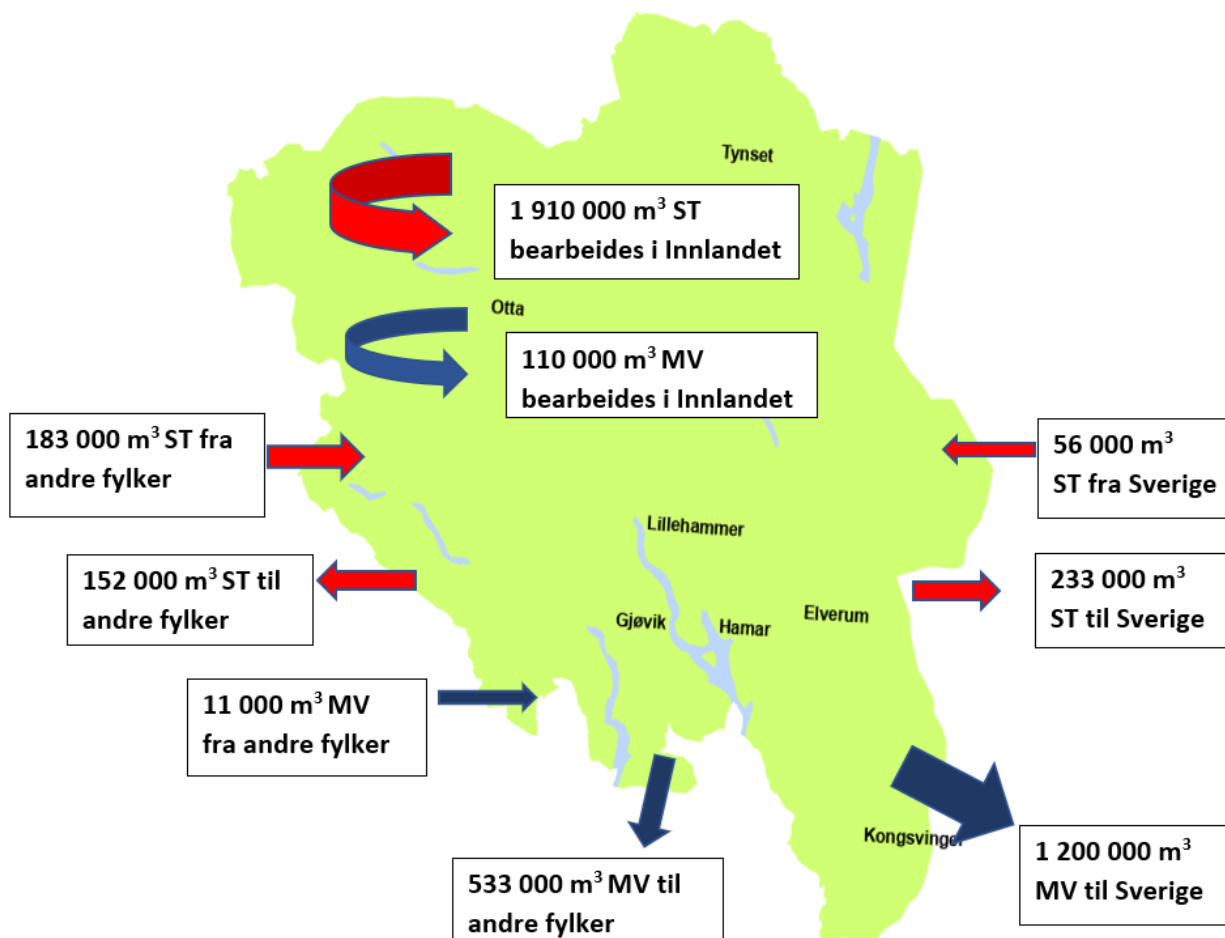 Tynset
1 910 000 m³ ST
bearbeides i Innlandet
Otta
110 000 m³ MV
bearbeides i Innlandet
183 000 m³ ST fra
andre fylker
56 000 m³
ST fra Sverige
Lillehammer
152 000 m³ ST til
andre fylker
233 000 m³
ST til Sverige
Gjøvik
Hamar
Elverum
11 000 m³ MV
fra andre fylker
Kongsvinger
533 000 m³ MV til
andre fylker
1 200 000 m³
MV til Sverige